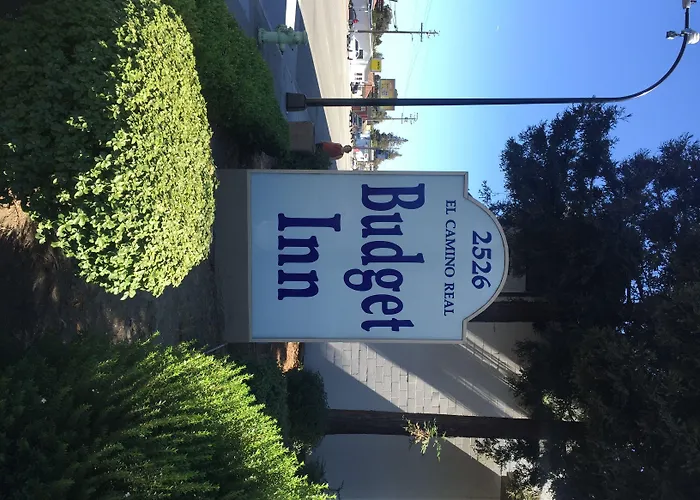 2526
EL CAMINO REAL
Budget
Inn